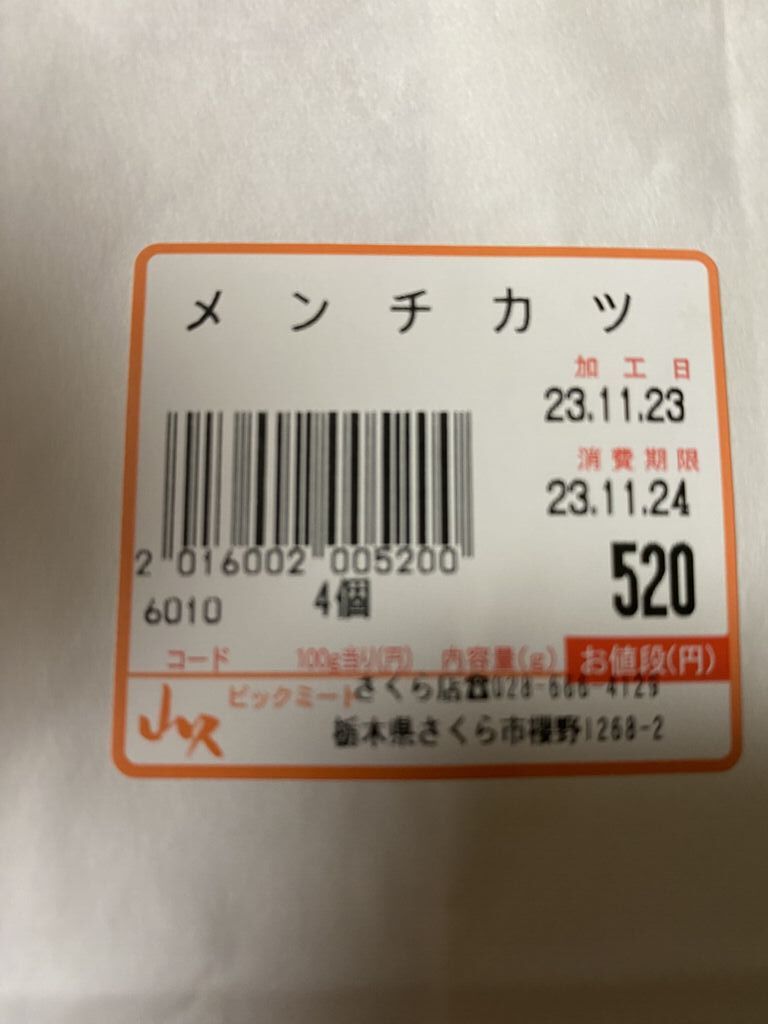 メンチカツ
加工日
23.11.23
消費期限
23.11.24
2 016002 005200
520
6010
4個
コード 100g当り(円) 内容量(g) お値段(円)
ビックミート さくら店☎028-686-4129
栃木県さくら市櫻野1268-2